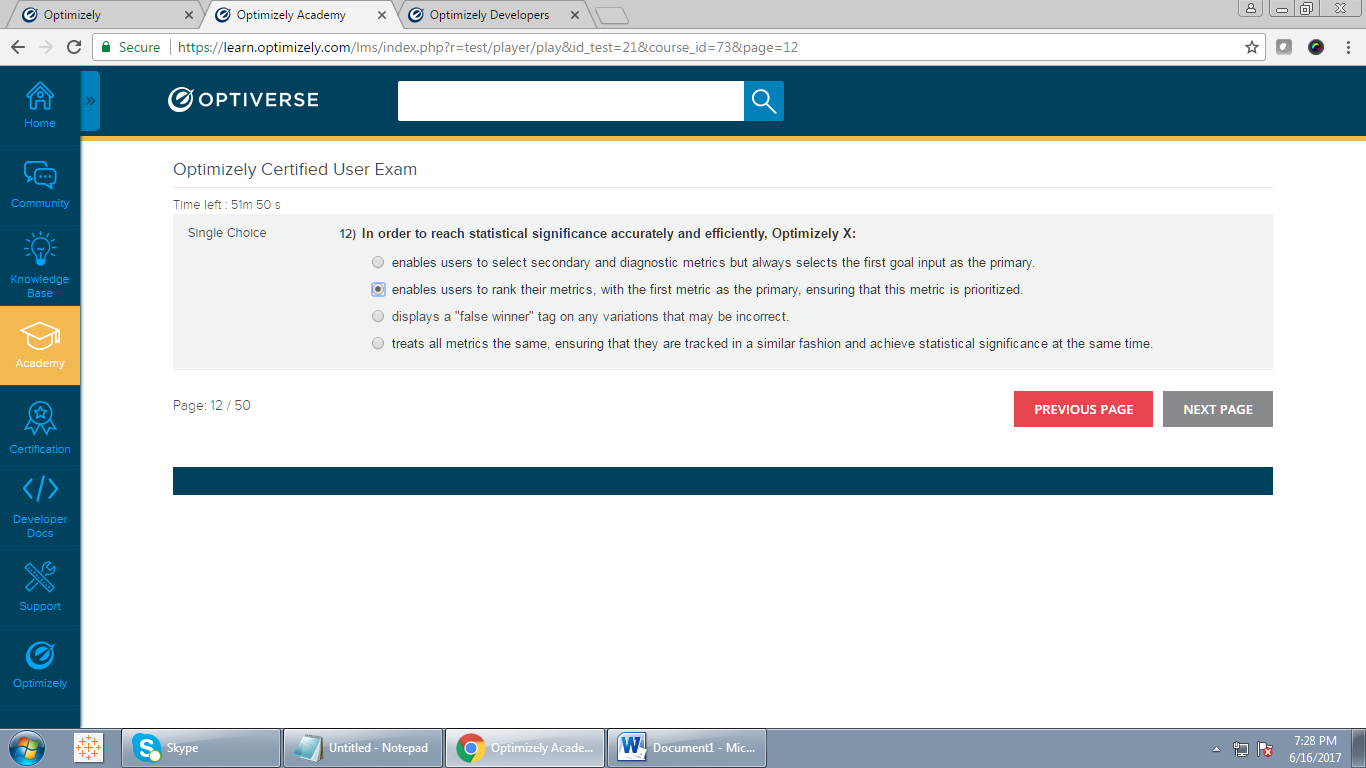 Optimizely
Optimizely Academy
Optimizely Developers
Secure
https://learn.optimizely.com/lms/index.php?r=test/player/play&id_test=21&course_id=73&page=12
Home
Community
Knowledge
Base
Academy
Certification
Developer
Docs
Support
Optimizely
OPTIVERSE
Optimizely Certified User Exam
Time left : 51m 50 s
Single Choice
12) In order to reach statistical significance accurately and efficiently, Optimizely X:
enables users to select secondary and diagnostic metrics but always selects the first goal input as the primary.
enables users to rank their metrics, with the first metric as the primary, ensuring that this metric is prioritized.
displays a "false winner" tag on any variations that may be incorrect.
treats all metrics the same, ensuring that they are tracked in a similar fashion and achieve statistical significance at the same time.
Page: 12 / 50
PREVIOUS PAGE
NEXT PAGE
Skype
Untitled - Notepad
Optimizely Acade...
Document1 - Mic...
7:28 PM
6/16/2017